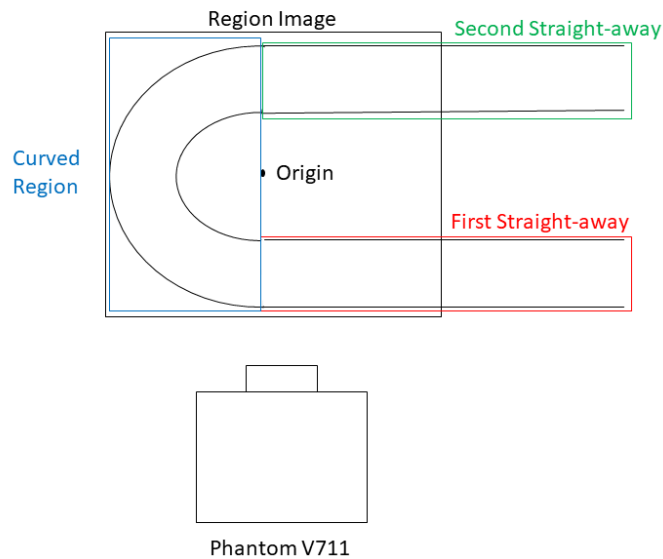 Region Image
Second Straight-away
Curved
Region
Origin
First Straight-away
Phantom V711